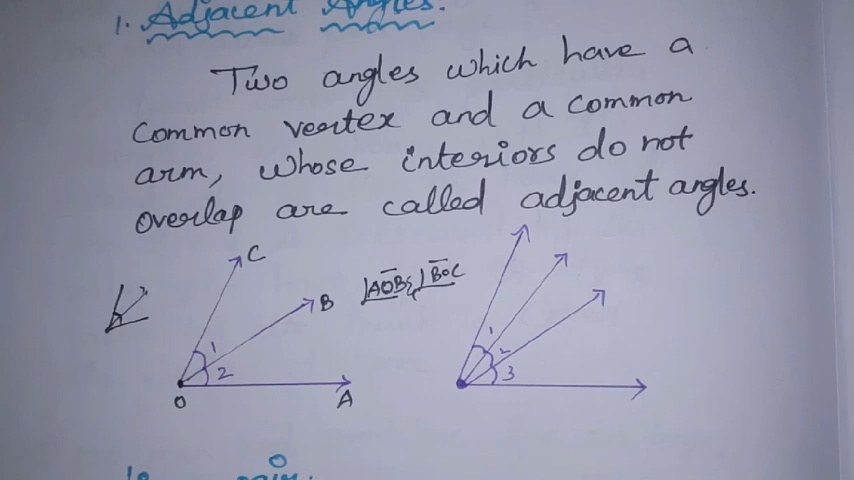 1. Adjacent Angles.
Two angles which have a
common vertex and a common
arm, whose interiors do not
overlap are called adjacent angles.
C
B
1
2
O
A
AOB & BOC
1
2
3